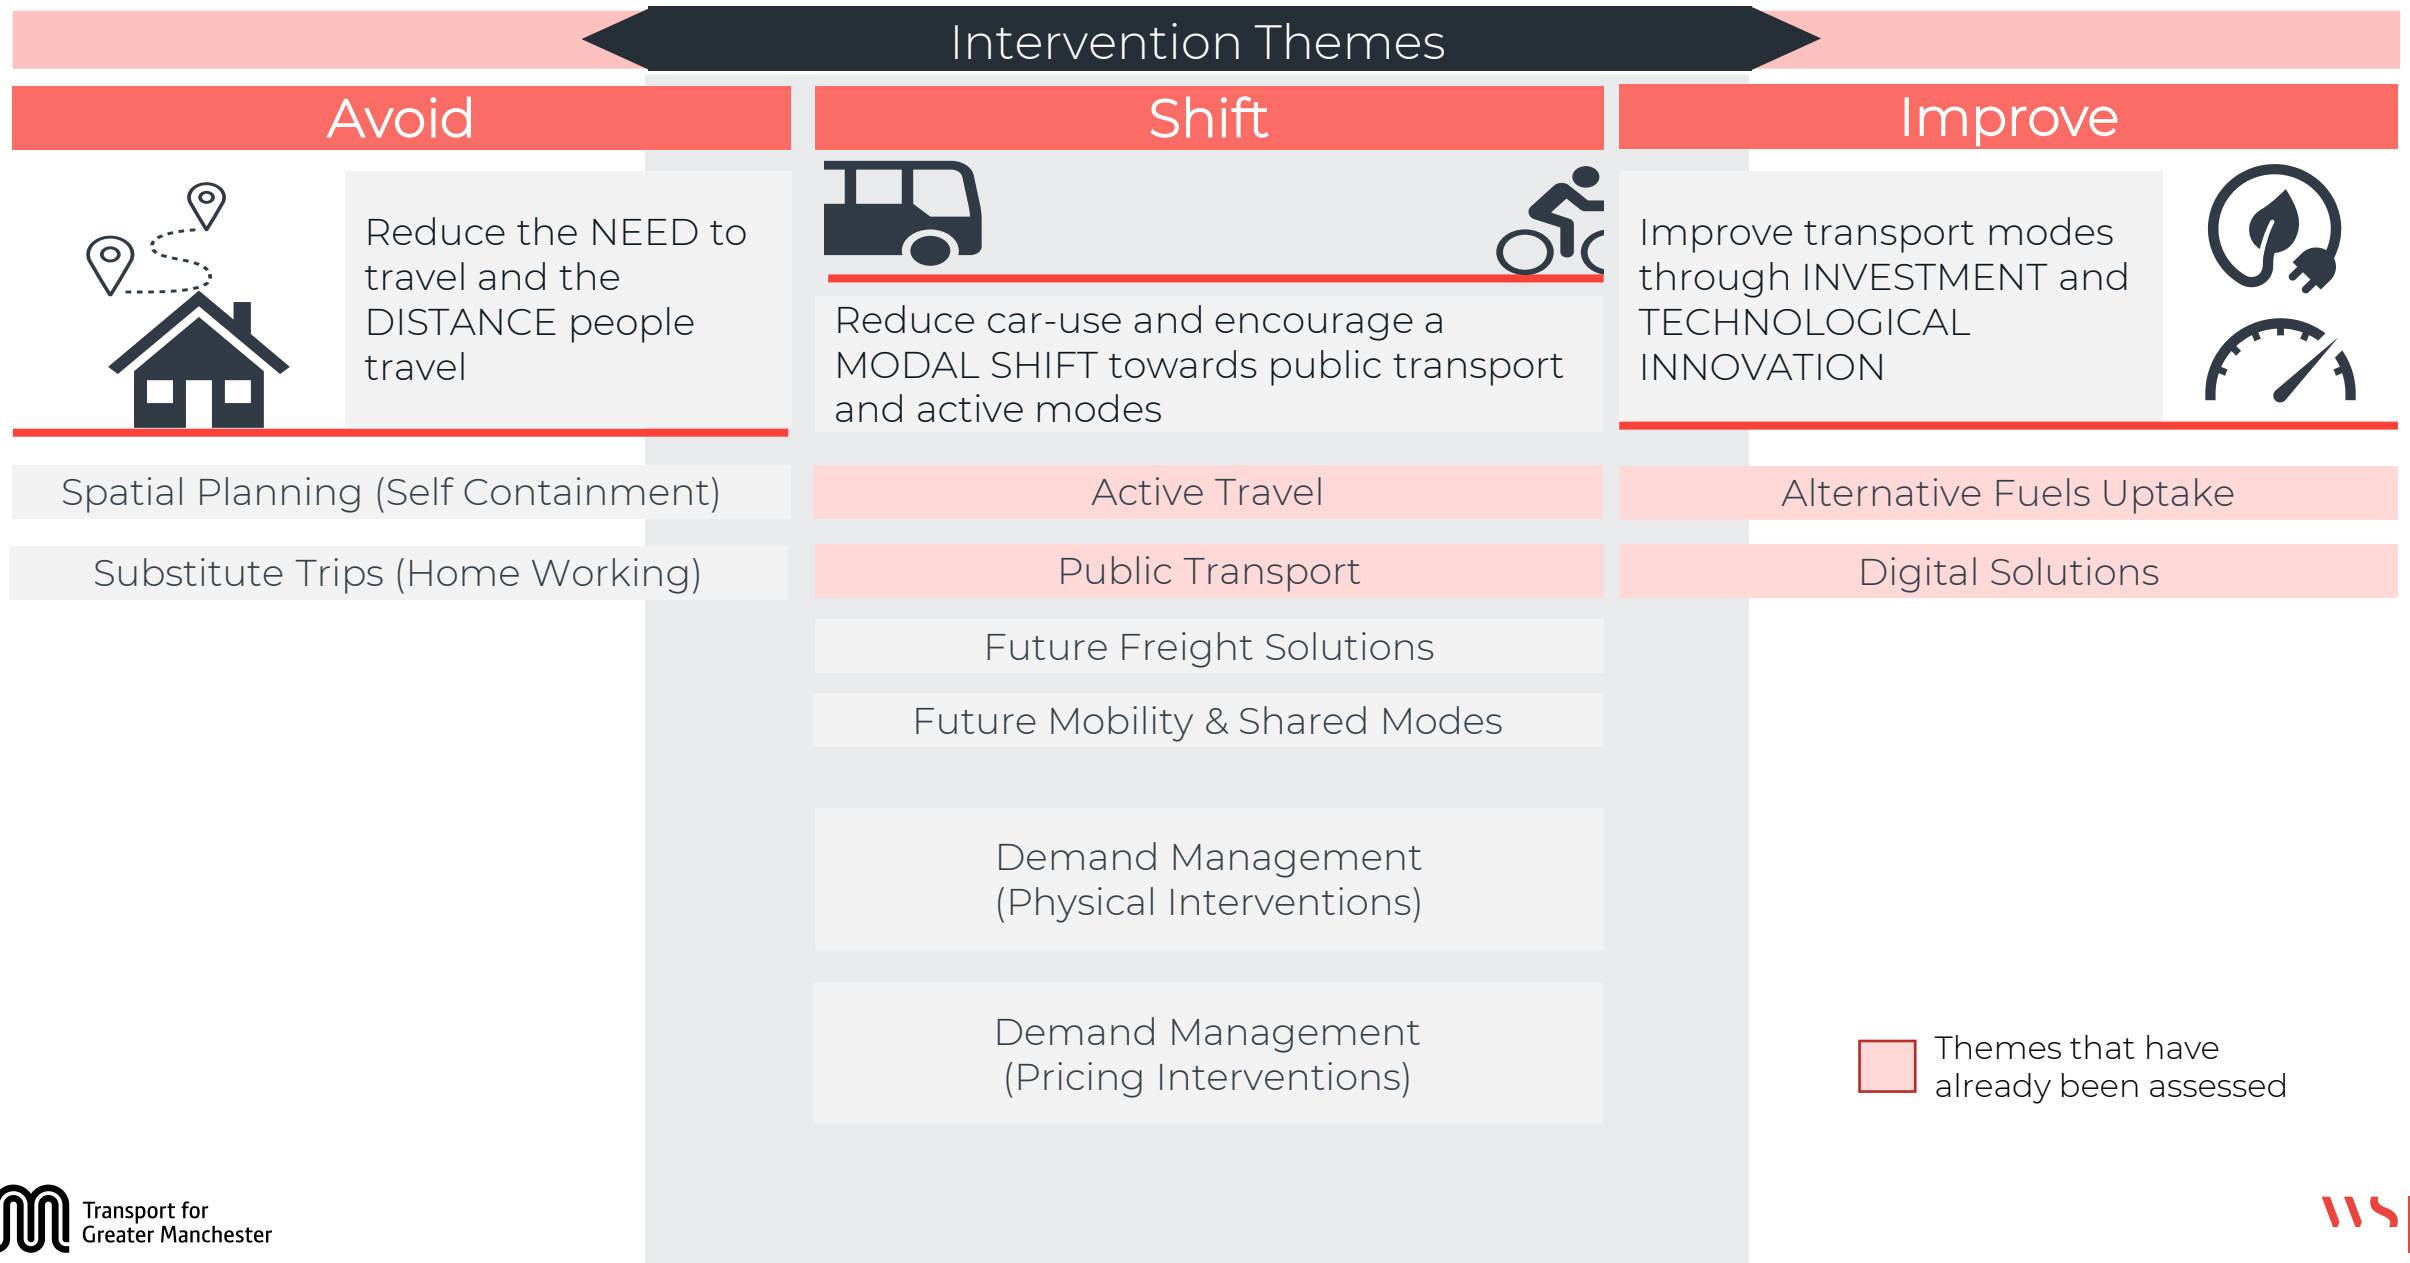 Intervention Themes
Avoid
Reduce the NEED to
travel and the
DISTANCE people
travel
Spatial Planning (Self Containment)
Substitute Trips (Home Working)
Shift
Reduce car-use and encourage a
MODAL SHIFT towards public transport
and active modes
Active Travel
Public Transport
Future Freight Solutions
Future Mobility & Shared Modes
Demand Management
(Physical Interventions)
Demand Management
(Pricing Interventions)
Improve
Improve transport modes
through INVESTMENT and
TECHNOLOGICAL
INNOVATION
Alternative Fuels Uptake
Digital Solutions
Themes that have
already been assessed
Transport for
Greater Manchester